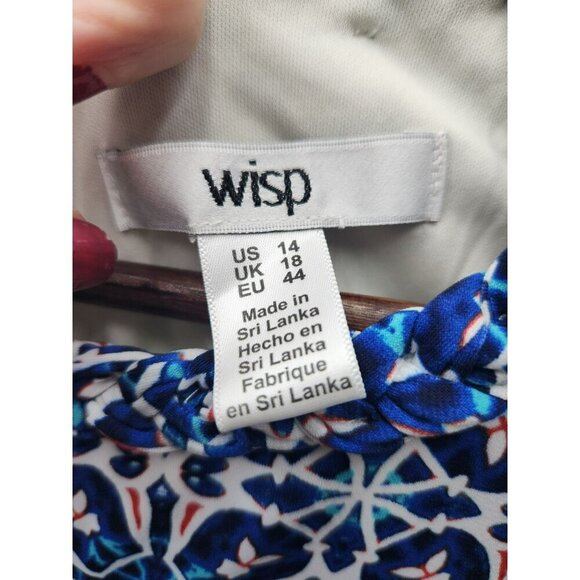 wisp
US 14
UK 18
EU 44
Made in
Sri Lanka
Hecho en
Sri Lanka
Fabrique
en Sri Lanka